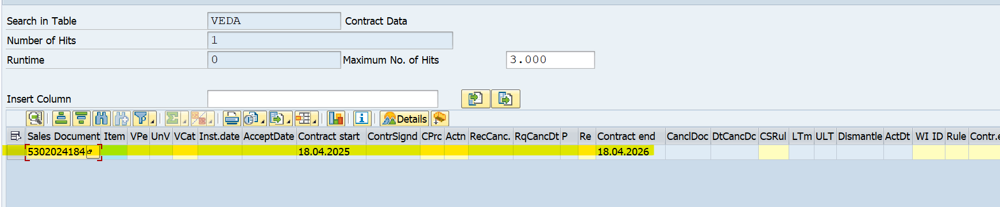 Search in Table VEDA Contract Data
Number of Hits 1
Runtime 0 Maximum No. of Hits 3.000
Insert Column
Details
Sales Document Item VPe UnV VCat Inst.date AcceptDate Contract start ContrSignd CPrc Actn RecCanc. RqCancDt P Re Contract end CanclDoc DtCancDc CSRul LTm ULT Dismantle ActDt WI ID Rule Contr.e
5302024184 18.04.2025 18.04.2026